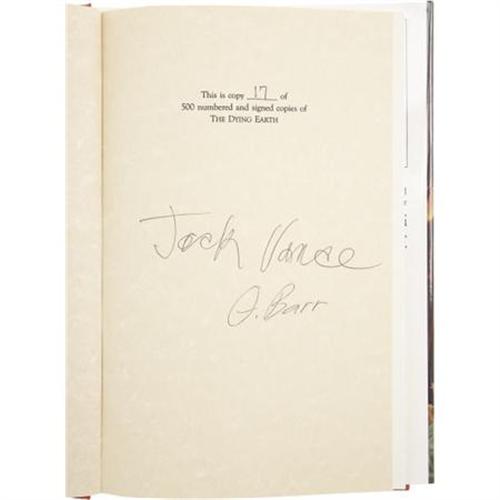 This is copy 17 of
500 numbered and signed copies of
THE DYING EARTH
Jack Vance
G. Barr